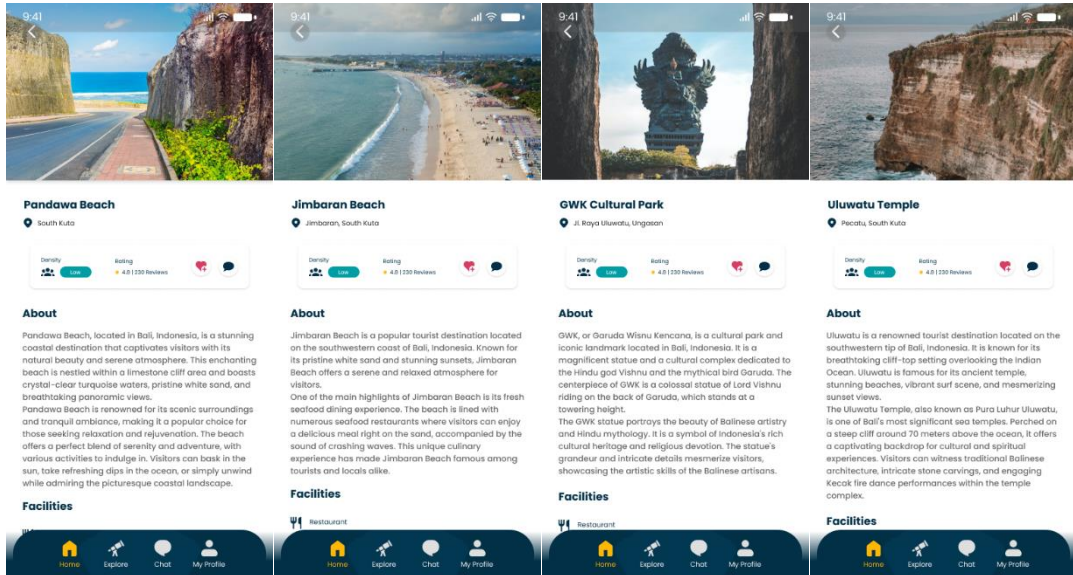 9:41
Pandawa Beach
South Kuta
Density
Low
Rating
4.0 | 230 Reviews
About
Pandawa Beach, located in Bali, Indonesia, is a stunning
coastal destination that captivates visitors with its
natural beauty and serene atmosphere. This enchanting
beach is nestled within a limestone cliff area and boasts
crystal-clear turquoise waters, pristine white sand, and
breathtaking panoramic views.
Pandawa Beach is renowned for its scenic surroundings
and tranquil ambiance, making it a popular choice for
those seeking relaxation and rejuvenation. The beach
offers a perfect blend of serenity and adventure, with
various activities to indulge in. Visitors can bask in the
sun, take refreshing dips in the ocean, or simply unwind
while admiring the picturesque coastal landscape.
Facilities
Home
Explore
Chat
My Profile
9:41
Jimbaran Beach
Jimbaran, South Kuta
Density
Low
Rating
4.0 | 230 Reviews
About
Jimbaran Beach is a popular tourist destination located
on the southwestern coast of Bali, Indonesia. Known for
its pristine white sand and stunning sunsets, Jimbaran
Beach offers a serene and relaxed atmosphere for
visitors.
One of the main highlights of Jimbaran Beach is its fresh
seafood dining experience. The beach is lined with
numerous seafood restaurants where visitors can enjoy
a delicious meal right on the sand, accompanied by the
sound of crashing waves. This unique culinary
experience has made Jimbaran Beach famous among
tourists and locals alike.
Facilities
Restaurant
Home
Explore
Chat
My Profile
9:41
GWK Cultural Park
Jl. Raya Uluwatu, Ungasan
Density
Low
Rating
4.0 | 230 Reviews
About
GWK, or Garuda Wisnu Kencana, is a cultural park and
iconic landmark located in Bali, Indonesia. It is a
magnificent statue and a cultural complex dedicated to
the Hindu god Vishnu and the mythical bird Garuda. The
centerpiece of GWK is a colossal statue of Lord Vishnu
riding on the back of Garuda, which stands at a
towering height.
The GWK statue portrays the beauty of Balinese artistry
and Hindu mythology. It is a symbol of Indonesia's rich
cultural heritage and religious devotion. The statue's
grandeur and intricate details mesmerize visitors,
showcasing the artistic skills of the Balinese artisans.
Facilities
Restaurant
Home
Explore
Chat
My Profile
9:41
Uluwatu Temple
Pecatu, South Kuta
Density
Low
Rating
4.0 | 230 Reviews
About
Uluwatu is a renowned tourist destination located on the
southwestern tip of Bali, Indonesia. It is known for its
breathtaking cliff-top setting overlooking the Indian
Ocean. Uluwatu is famous for its ancient temple,
stunning beaches, vibrant surf scene, and mesmerizing
sunset views.
The Uluwatu Temple, also known as Pura Luhur Uluwatu,
is one of Bali's most significant sea temples. Perched on
a steep cliff around 70 meters above the ocean, it offers
a captivating backdrop for cultural and spiritual
experiences. Visitors can witness traditional Balinese
architecture, intricate stone carvings, and engaging
Kecak fire dance performances within the temple
complex.
Facilities
Home
Explore
Chat
My Profile